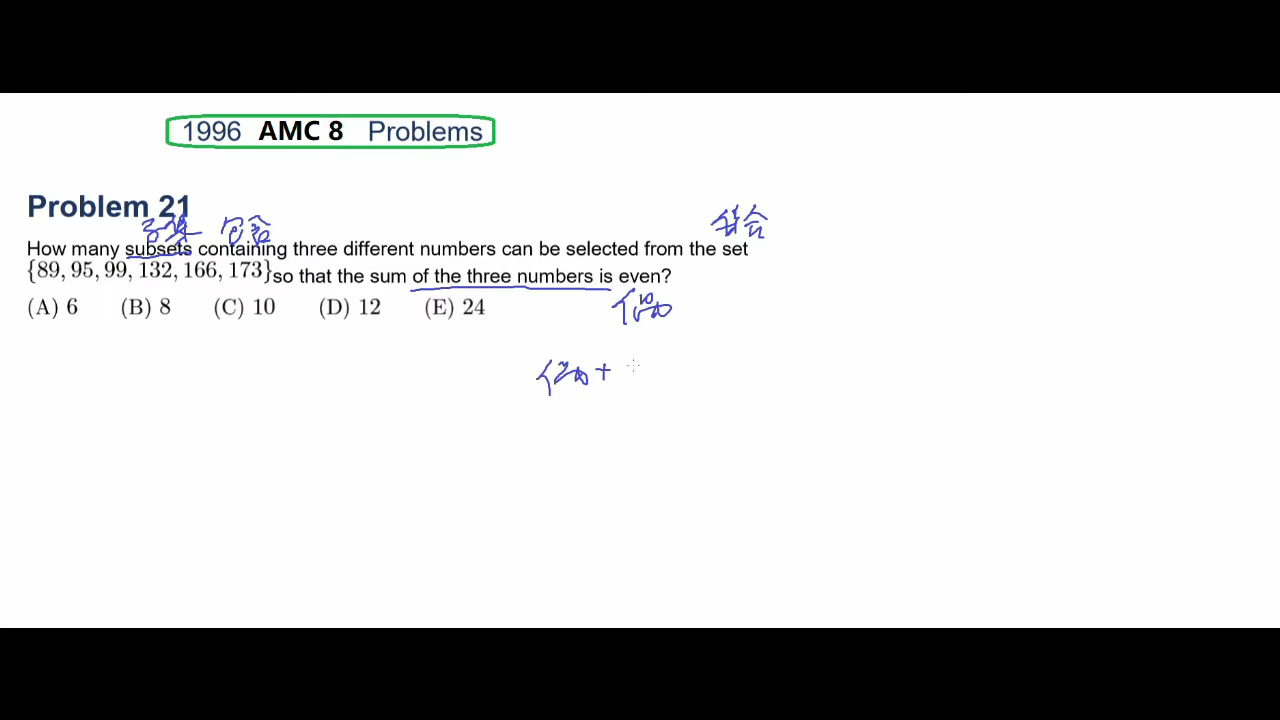 1996 AMC 8 Problems
Problem 21
子集 包含 集合
How many subsets containing three different numbers can be selected from the set
{89, 95, 99, 132, 166, 173} so that the sum of the three numbers is even?
(A) 6 (B) 8 (C) 10 (D) 12 (E) 24
偶数
+